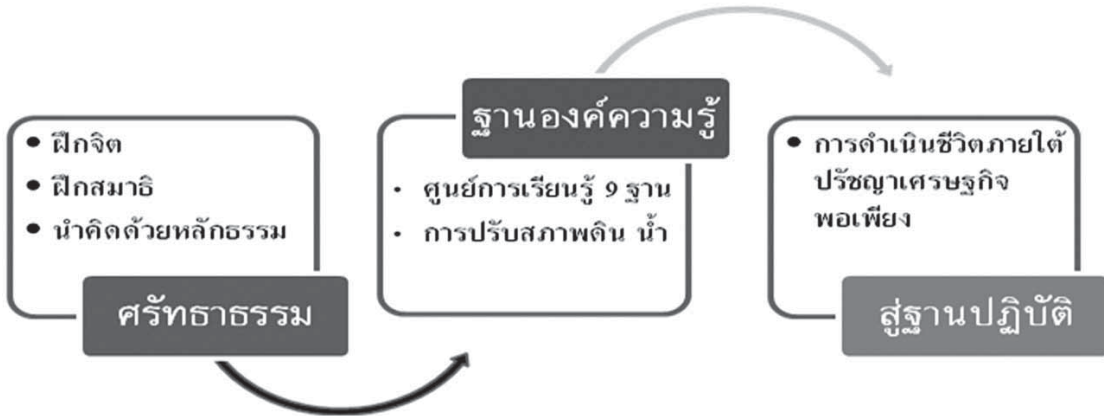 • ฝึกจิต
• ฝึกสมาธิ
• นำคิดด้วยหลักธรรม
ศรัทธาธรรม
ฐานองค์ความรู้
• ศูนย์การเรียนรู้ 9 ฐาน
• การปรับสภาพดิน น้ำ
• การดำเนินชีวิตภายใต้
ปรัชญาเศรษฐกิจ
พอเพียง
สู่ฐานปฏิบัติ